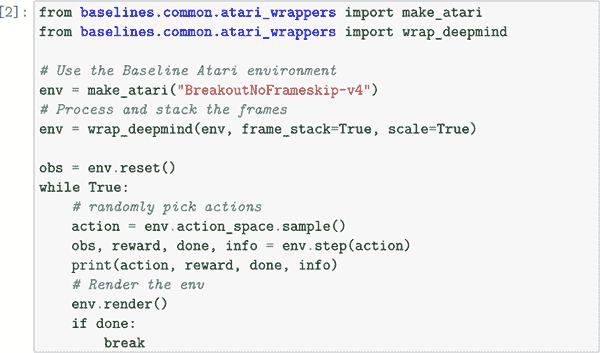 [2]: from baselines.common.atari_wrappers import make_atari
from baselines.common.atari_wrappers import wrap_deepmind
# Use the Baseline Atari environment
env = make_atari("BreakoutNoFrameskip-v4")
# Process and stack the frames
env = wrap_deepmind(env, frame_stack=True, scale=True)
obs = env.reset()
while True:
    # randomly pick actions
    action = env.action_space.sample()
    obs, reward, done, info = env.step(action)
    print(action, reward, done, info)
    # Render the env
    env.render()
    if done:
        break